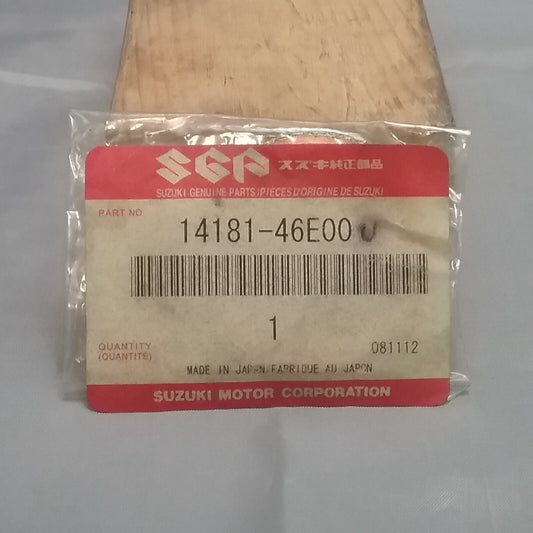 SGP スズキ純正部品
SUZUKI GENUINE PARTS / PIECES D'ORIGINE DE SUZUKI
PART NO
14181-46E00 U
1
QUANTITY
(QUANTITE)
081112
MADE IN JAPAN/FABRIQUE AU JAPON
SUZUKI MOTOR CORPORATION